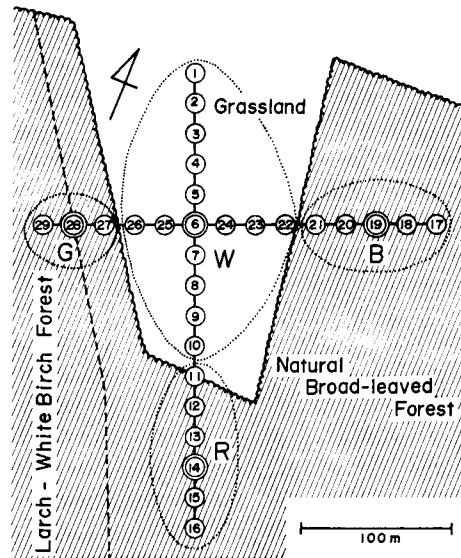 1
2
Grassland
3
4
5
29 28 27 26 25 6 24 23 22 21 20 19 18 17
G W B
7
8
9
10
Natural
Broad-leaved
Forest
11
12
13
R
14
15
16
Larch - White Birch Forest
100 m